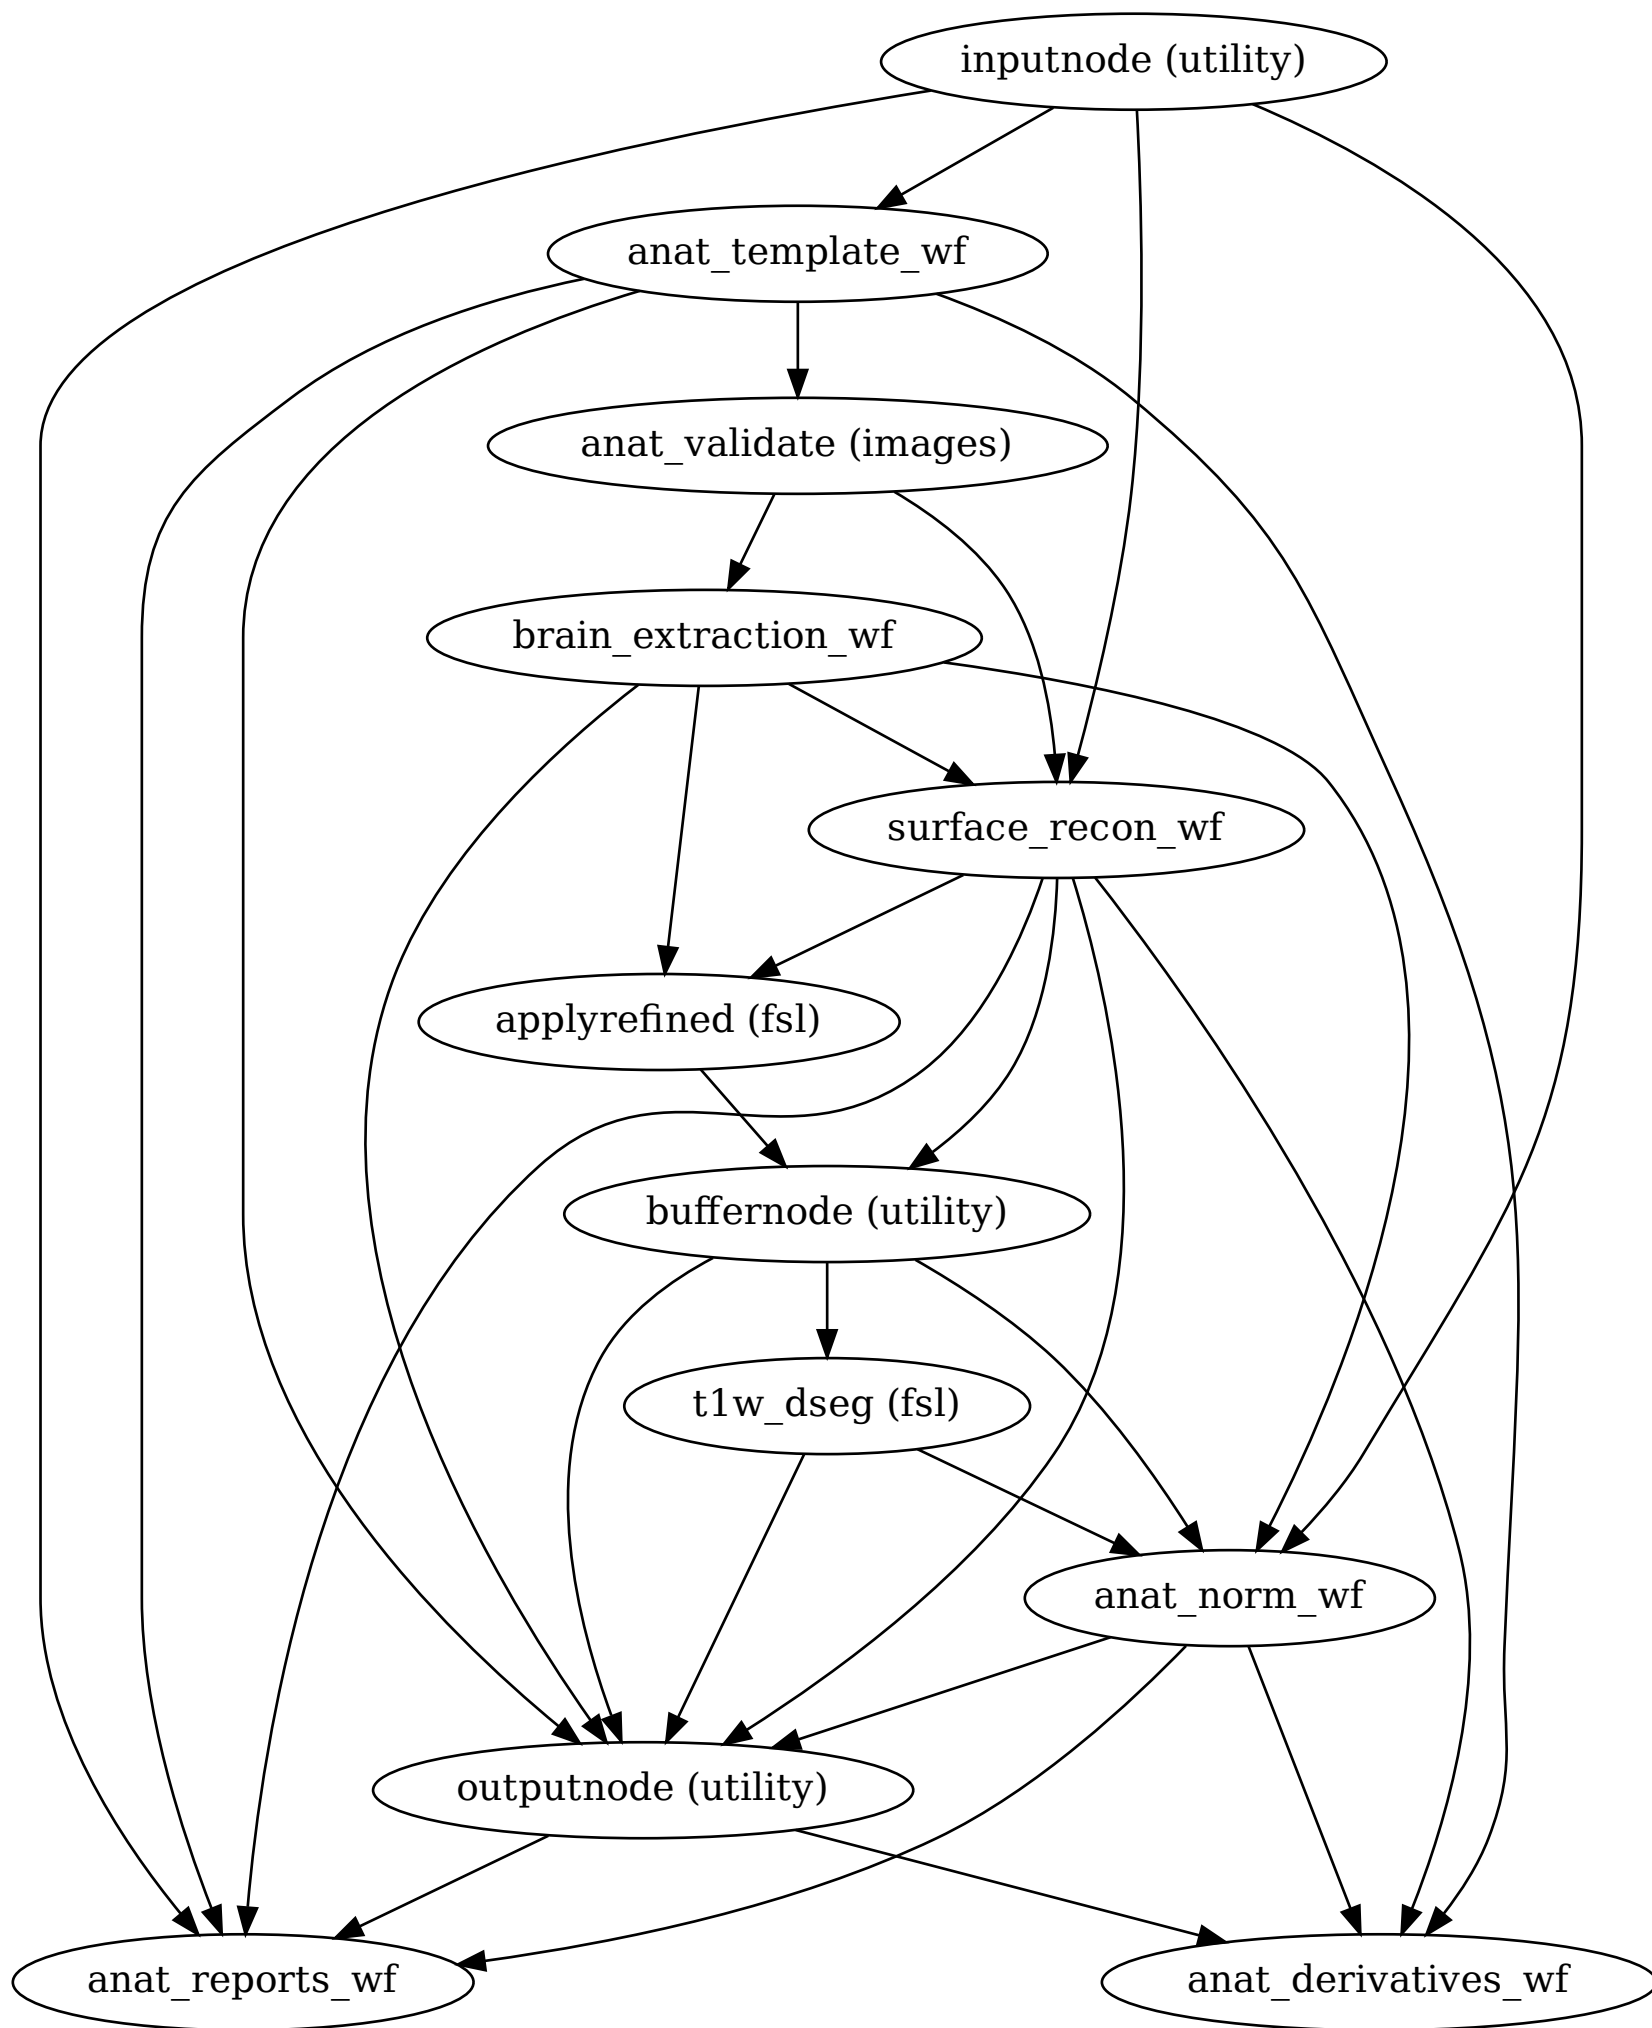 inputnode (utility)
anat_template_wf
anat_validate (images)
brain_extraction_wf
surface_recon_wf
applyrefined (fsl)
buffernode (utility)
t1w_dseg (fsl)
anat_norm_wf
outputnode (utility)
anat_reports_wf
anat_derivatives_wf